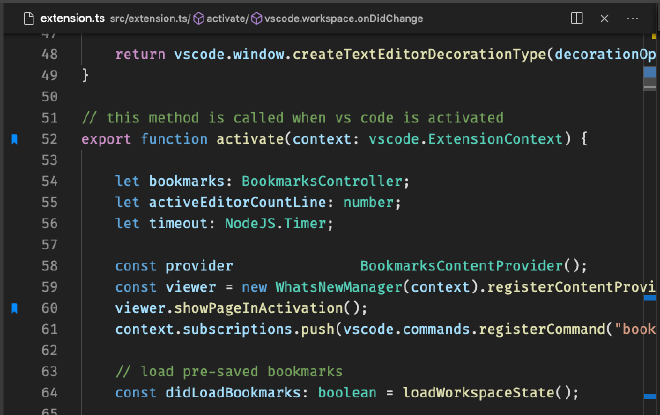 extension.ts src/extension.ts/ activate/ vscode.workspace.onDidChange
47
48 return vscode.window.createTextEditorDecorationType(decorationOp
49 }
50
51 // this method is called when vs code is activated
52 export function activate(context: vscode.ExtensionContext) {
53
54 let bookmarks: BookmarksController;
55 let activeEditorCountLine: number;
56 let timeout: NodeJS.Timer;
57
58 const provider BookmarksContentProvider();
59 const viewer = new WhatsNewManager(context).registerContentProvi
60 viewer.showPageInActivation();
61 context.subscriptions.push(vscode.commands.registerCommand("book
62
63 // load pre-saved bookmarks
64 const didLoadBookmarks: boolean = loadWorkspaceState();
65